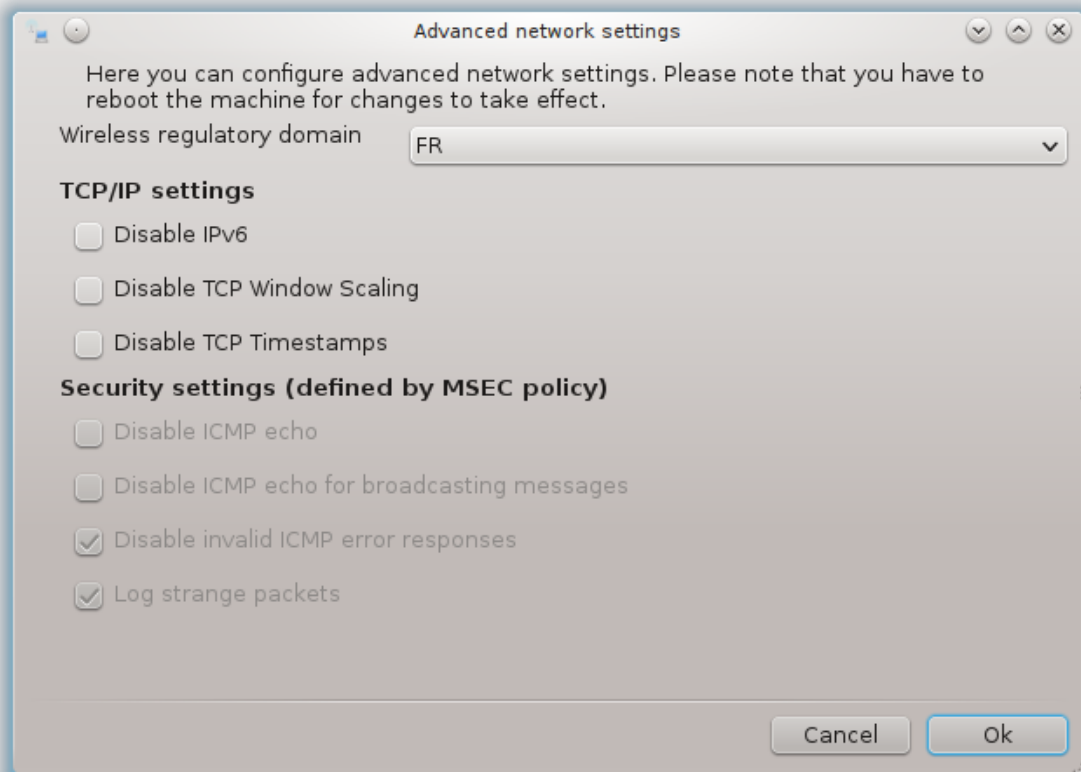 Advanced network settings
Here you can configure advanced network settings. Please note that you have to
reboot the machine for changes to take effect.
Wireless regulatory domain
FR
TCP/IP settings
Disable IPv6
Disable TCP Window Scaling
Disable TCP Timestamps
Security settings (defined by MSEC policy)
Disable ICMP echo
Disable ICMP echo for broadcasting messages
Disable invalid ICMP error responses
Log strange packets
Cancel
Ok